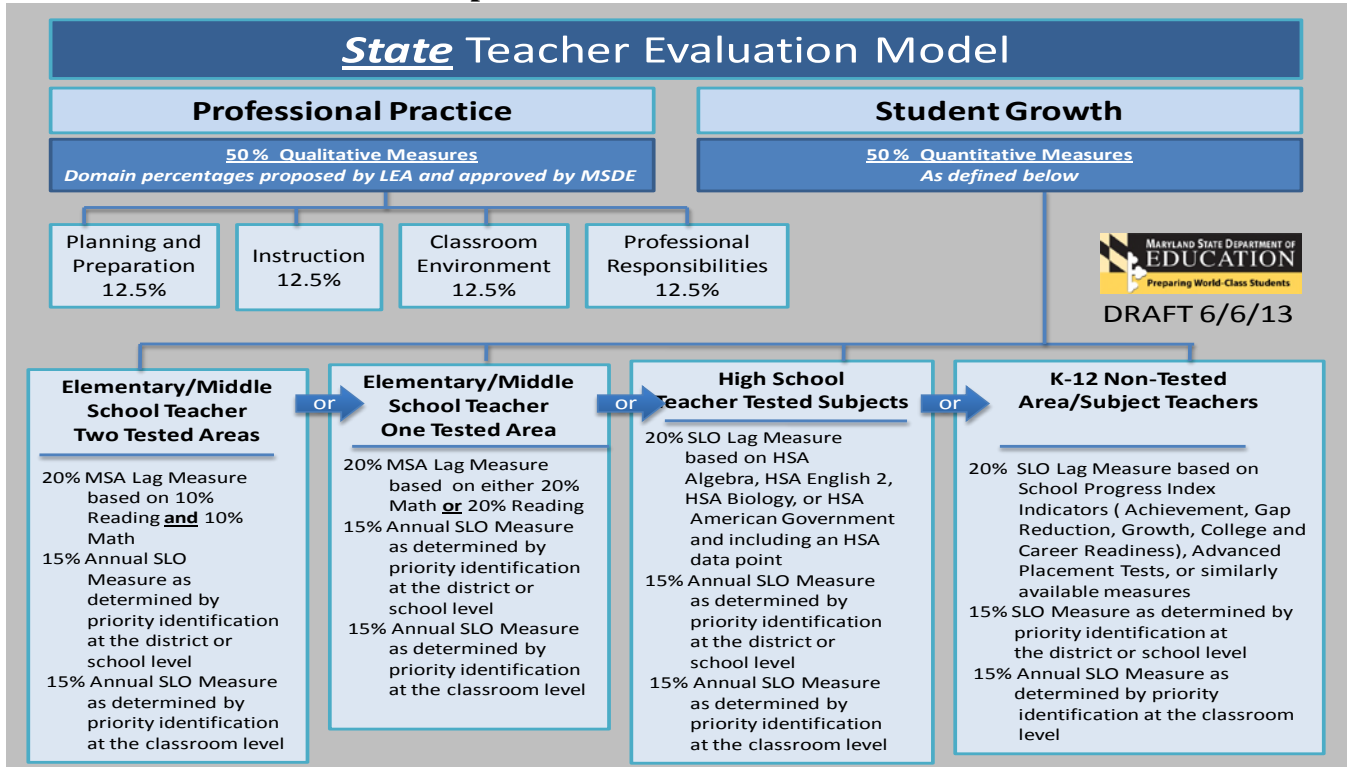 State Teacher Evaluation Model
Professional Practice
50 % Qualitative Measures
Domain percentages proposed by LEA and approved by MSDE
Student Growth
50 % Quantitative Measures
As defined below
Planning and
Preparation
12.5%
Instruction
12.5%
Classroom
Environment
12.5%
Professional
Responsibilities
12.5%
MARYLAND STATE DEPARTMENT OF
EDUCATION
Preparing World-Class Students
DRAFT 6/6/13
Elementary/Middle
School Teacher
Two Tested Areas
20% MSA Lag Measure
based on 10%
Reading and 10%
Math
15% Annual SLO
Measure as
determined by
priority identification
at the district or
school level
15% Annual SLO Measure
as determined by
priority identification
at the classroom level
or
Elementary/Middle
School Teacher
One Tested Area
20% MSA Lag Measure
based on either 20%
Math or 20% Reading
15% Annual SLO Measure
as determined by
priority identification
at the district or
school level
15% Annual SLO Measure
as determined by
priority identification
at the classroom level
or
High School
Teacher Tested Subjects
20% SLO Lag Measure
based on HSA
Algebra, HSA English 2,
HSA Biology, or HSA
American Government
and including an HSA
data point
15% Annual SLO Measure
as determined by
priority identification
at the district or
school level
15% Annual SLO Measure
as determined by
priority identification
at the classroom level
or
K-12 Non-Tested
Area/Subject Teachers
20% SLO Lag Measure based on
School Progress Index
Indicators ( Achievement, Gap
Reduction, Growth, College and
Career Readiness), Advanced
Placement Tests, or similarly
available measures
15% SLO Measure as determined by
priority identification at
the district or school level
15% Annual SLO Measure as
determined by priority
identification at the classroom
level